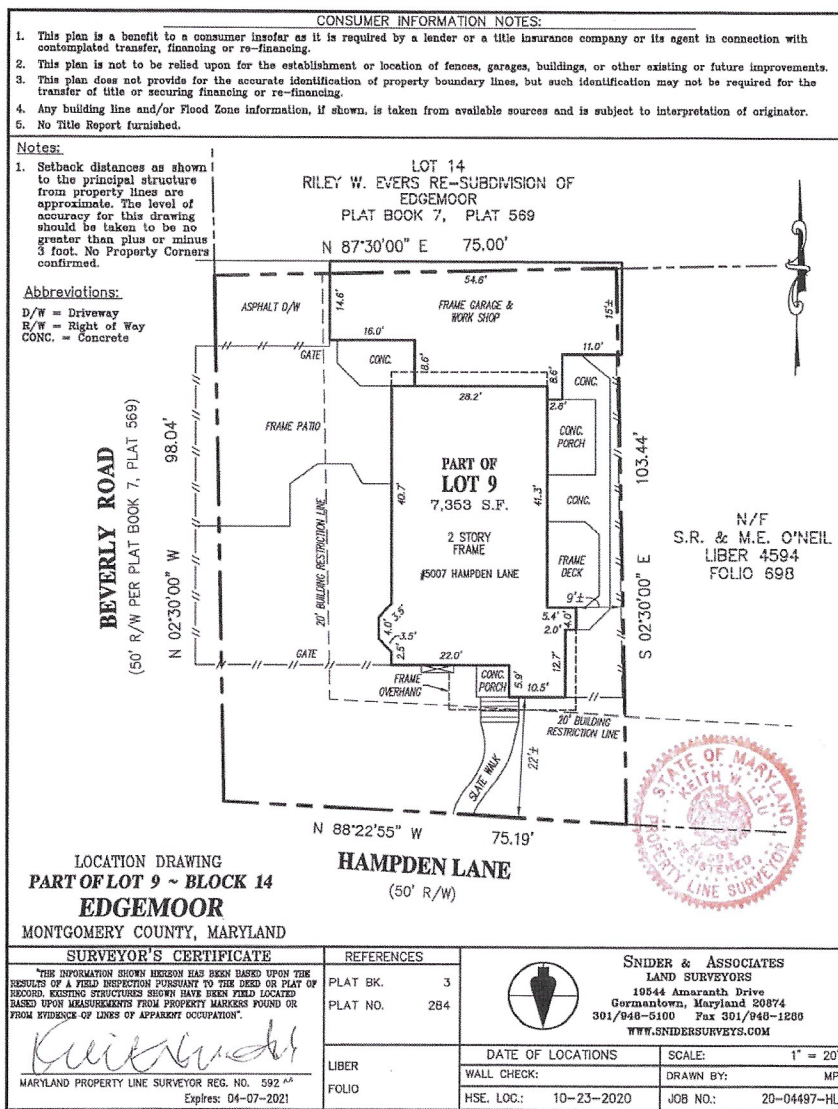 CONSUMER INFORMATION NOTES:
1. This plan is a benefit to a consumer insofar as it is required by a lender or a title insurance company or its agent in connection with
contemplated transfer, financing or re-financing.
2. This plan is not to be relied upon for the establishment or location of fences, garages, buildings, or other existing or future improvements.
3. This plan does not provide for the accurate identification of property boundary lines, but such identification may not be required for the
transfer of title or securing financing or re-financing.
4. Any building line and/or Flood Zone information, if shown, is taken from available sources and is subject to interpretation of originator.
5. No Title Report furnished.
Notes:
1. Setback distances as shown
to the principal structure
from property lines are
approximate. The level of
accuracy for this drawing
should be taken to be no
greater than plus or minus
3 foot. No Property Corners
confirmed.
Abbreviations:
D/W = Driveway
R/W = Right of Way
CONC. = Concrete
LOT 14
RILEY W. EVERS RE-SUBDIVISION OF
EDGEMOOR
PLAT BOOK 7, PLAT 569
N 87°30'00" E 75.00'
54.6'
ASPHALT D/W
14.6'
FRAME GARAGE &
WORK SHOP
15'±
16.0'
11.0'
GATE
CONC.
8.6'
8.6'
CONC.
28.2'
2.8'
FRAME PATIO
CONC.
PORCH
BEVERLY ROAD
(50' R/W PER PLAT BOOK 7, PLAT 569)
N 02°30'00" W 98.04'
20' BUILDING RESTRICTION LINE
40.7'
PART OF
LOT 9
7,353 S.F.
41.3'
CONC.
2 STORY
FRAME
#5007 HAMPDEN LANE
FRAME
DECK
103.44'
S 02°30'00" E
N/F
S.R. & M.E. O'NEIL
LIBER 4594
FOLIO 698
9'±
5.4'
4.0'
2.0'
3.5'
4.0'
3.5'
2.5'
GATE
22.0'
12.7'
FRAME
OVERHANG
CONC.
PORCH
5.9'
10.5'
20' BUILDING
RESTRICTION LINE
22'±
SLATE WALK
N 88°22'55" W 75.19'
HAMPDEN LANE
(50' R/W)
STATE OF MARYLAND
KEITH W. LAU
REGISTERED
PROPERTY LINE SURVEYOR
LOCATION DRAWING
PART OF LOT 9 ~ BLOCK 14
EDGEMOOR
MONTGOMERY COUNTY, MARYLAND
SURVEYOR'S CERTIFICATE
"THE INFORMATION SHOWN HEREON HAS BEEN BASED UPON THE
RESULTS OF A FIELD INSPECTION PURSUANT TO THE DEED OR PLAT OF
RECORD. EXISTING STRUCTURES SHOWN HAVE BEEN FIELD LOCATED
BASED UPON MEASUREMENTS FROM PROPERTY MARKERS FOUND OR
FROM EVIDENCE OF LINES OF APPARENT OCCUPATION".
MARYLAND PROPERTY LINE SURVEYOR REG. NO. 592
Expires: 04-07-2021
REFERENCES
PLAT BK. 3
PLAT NO. 284
LIBER
FOLIO
SNIDER & ASSOCIATES
LAND SURVEYORS
19544 Amaranth Drive
Germantown, Maryland 20874
301/948-5100 Fax 301/948-1286
WWW.SNIDERSURVEYS.COM
DATE OF LOCATIONS
WALL CHECK:
HSE. LOC.: 10-23-2020
SCALE: 1" = 20'
DRAWN BY: MP
JOB NO.: 20-04497-HL